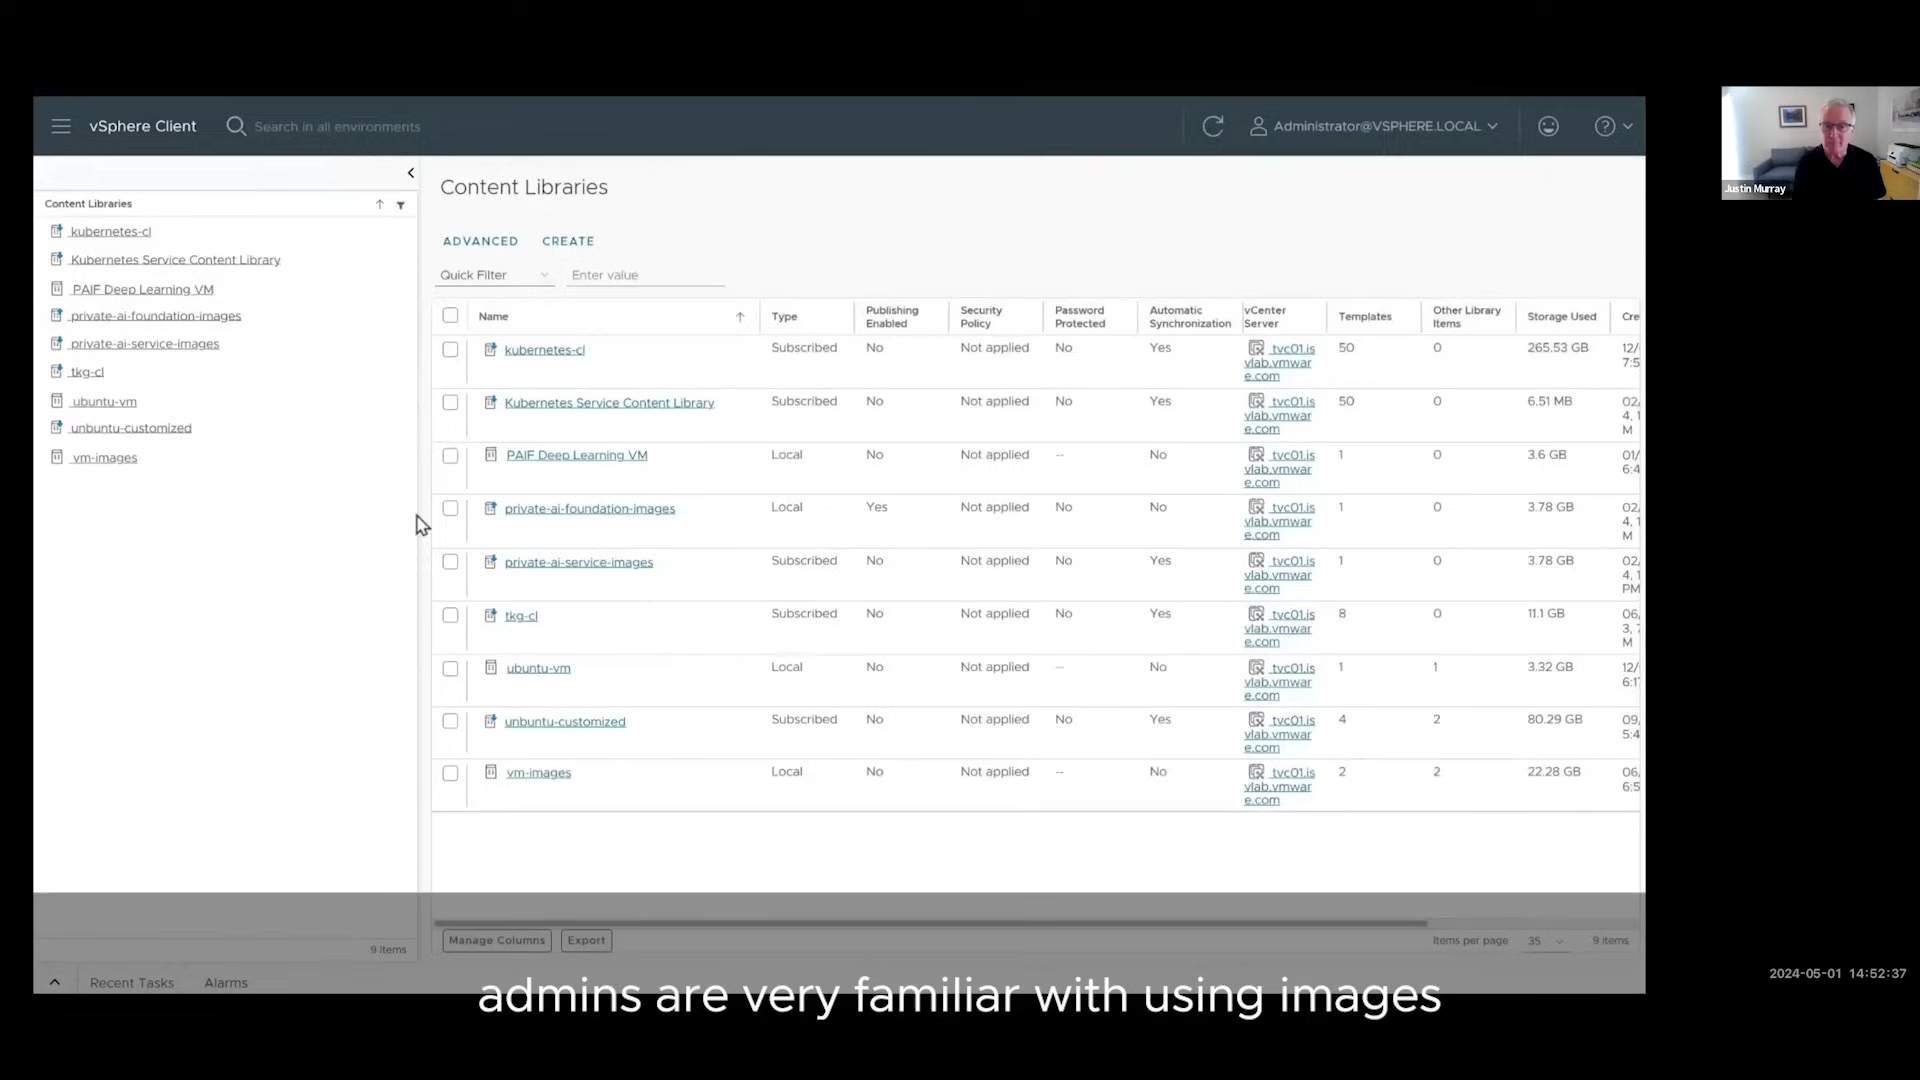 vSphere Client
Search in all environments
Administrator@VSPHERE.LOCAL
Justin Murray
Content Libraries
kubernetes-cl
Kubernetes Service Content Library
PAIF Deep Learning VM
private-ai-foundation-images
private-ai-service-images
tkg-cl
ubuntu-vm
unbuntu-customized
vm-images
9 items
Content Libraries
ADVANCED CREATE
Quick Filter Enter value
Name Type Publishing Enabled Security Policy Password Protected Automatic Synchronization vCenter Server Templates Other Library Items Storage Used Cre
kubernetes-cl Subscribed No Not applied No Yes tvc01.is 50 0 265.53 GB 12/
vlab.vmwar 7:5
e.com
Kubernetes Service Content Library Subscribed No Not applied No Yes tvc01.is 50 0 6.51 MB 02/
vlab.vmwar 4, 1
e.com M
PAIF Deep Learning VM Local No Not applied -- No tvc01.is 1 0 3.6 GB 01/
vlab.vmwar 6:4
e.com
private-ai-foundation-images Local Yes Not applied No No tvc01.is 1 0 3.78 GB 02/
vlab.vmwar 4, 1
e.com M
private-ai-service-images Subscribed No Not applied No Yes tvc01.is 1 0 3.78 GB 02/
vlab.vmwar 4, 1
e.com PM
tkg-cl Subscribed No Not applied No Yes tvc01.is 8 0 11.1 GB 06/
vlab.vmwar 3, 7
e.com M
ubuntu-vm Local No Not applied -- No tvc01.is 1 1 3.32 GB 12/
vlab.vmwar 6:1
e.com
unbuntu-customized Subscribed No Not applied No Yes tvc01.is 4 2 80.29 GB 09/
vlab.vmwar 5:4
e.com
vm-images Local No Not applied -- No tvc01.is 2 2 22.28 GB 06/
vlab.vmwar 6:5
e.com
Manage Columns Export Items per page 35 9 items
Recent Tasks Alarms
2024-05-01 14:52:37
admins are very familiar with using images